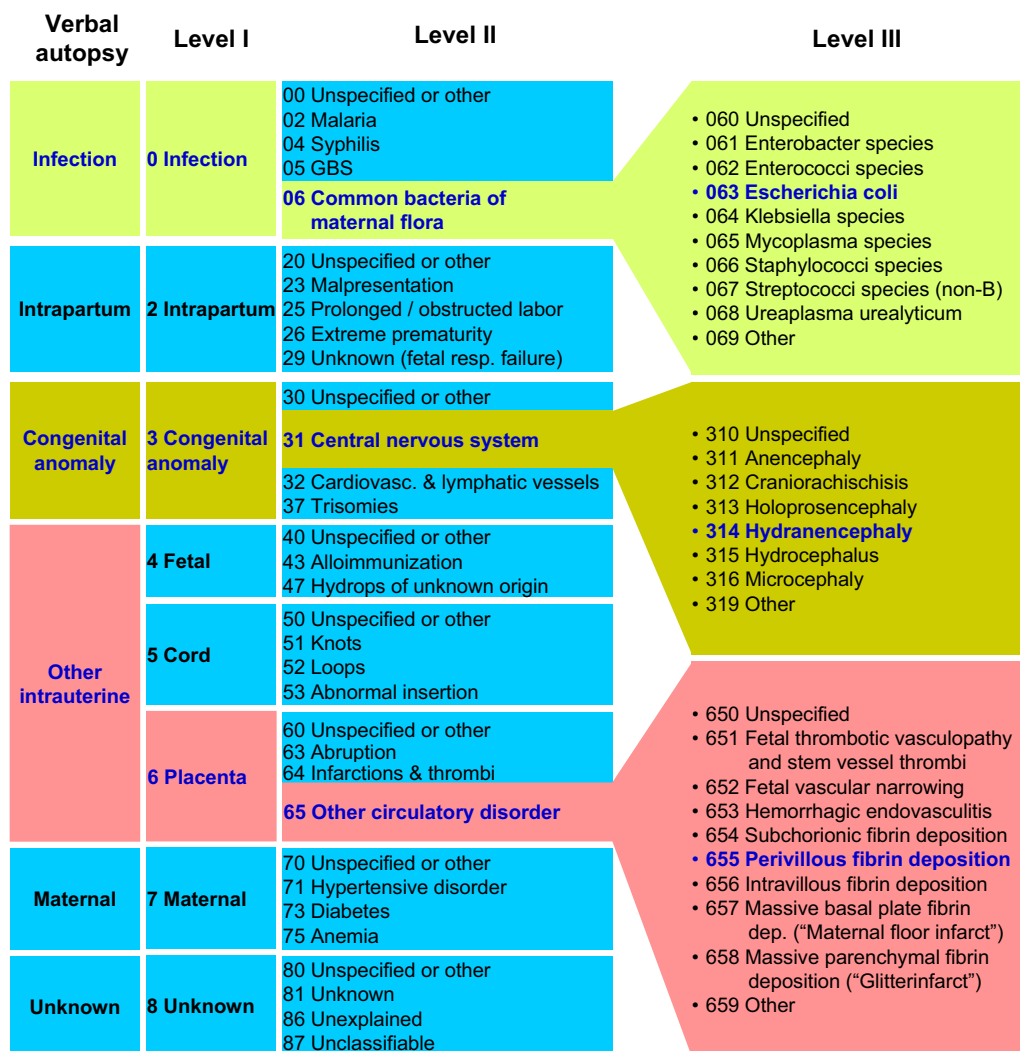 Verbal
autopsy
Level I
Level II
Level III
Infection
0 Infection
00 Unspecified or other
02 Malaria
04 Syphilis
05 GBS
06 Common bacteria of
maternal flora
• 060 Unspecified
• 061 Enterobacter species
• 062 Enterococci species
• 063 Escherichia coli
• 064 Klebsiella species
• 065 Mycoplasma species
• 066 Staphylococci species
• 067 Streptococci species (non-B)
• 068 Ureaplasma urealyticum
• 069 Other
Intrapartum
2 Intrapartum
20 Unspecified or other
23 Malpresentation
25 Prolonged / obstructed labor
26 Extreme prematurity
29 Unknown (fetal resp. failure)
Congenital
anomaly
3 Congenital
anomaly
30 Unspecified or other
31 Central nervous system
32 Cardiovasc. & lymphatic vessels
37 Trisomies
• 310 Unspecified
• 311 Anencephaly
• 312 Craniorachischisis
• 313 Holoprosencephaly
• 314 Hydranencephaly
• 315 Hydrocephalus
• 316 Microcephaly
• 319 Other
Other
intrauterine
4 Fetal
40 Unspecified or other
43 Alloimmunization
47 Hydrops of unknown origin
5 Cord
50 Unspecified or other
51 Knots
52 Loops
53 Abnormal insertion
6 Placenta
60 Unspecified or other
63 Abruption
64 Infarctions & thrombi
65 Other circulatory disorder
• 650 Unspecified
• 651 Fetal thrombotic vasculopathy
and stem vessel thrombi
• 652 Fetal vascular narrowing
• 653 Hemorrhagic endovasculitis
• 654 Subchorionic fibrin deposition
• 655 Perivillous fibrin deposition
• 656 Intravillous fibrin deposition
• 657 Massive basal plate fibrin
dep. (“Maternal floor infarct”)
• 658 Massive parenchymal fibrin
deposition (“Glitterinfarct”)
• 659 Other
Maternal
7 Maternal
70 Unspecified or other
71 Hypertensive disorder
73 Diabetes
75 Anemia
Unknown
8 Unknown
80 Unspecified or other
81 Unknown
86 Unexplained
87 Unclassifiable